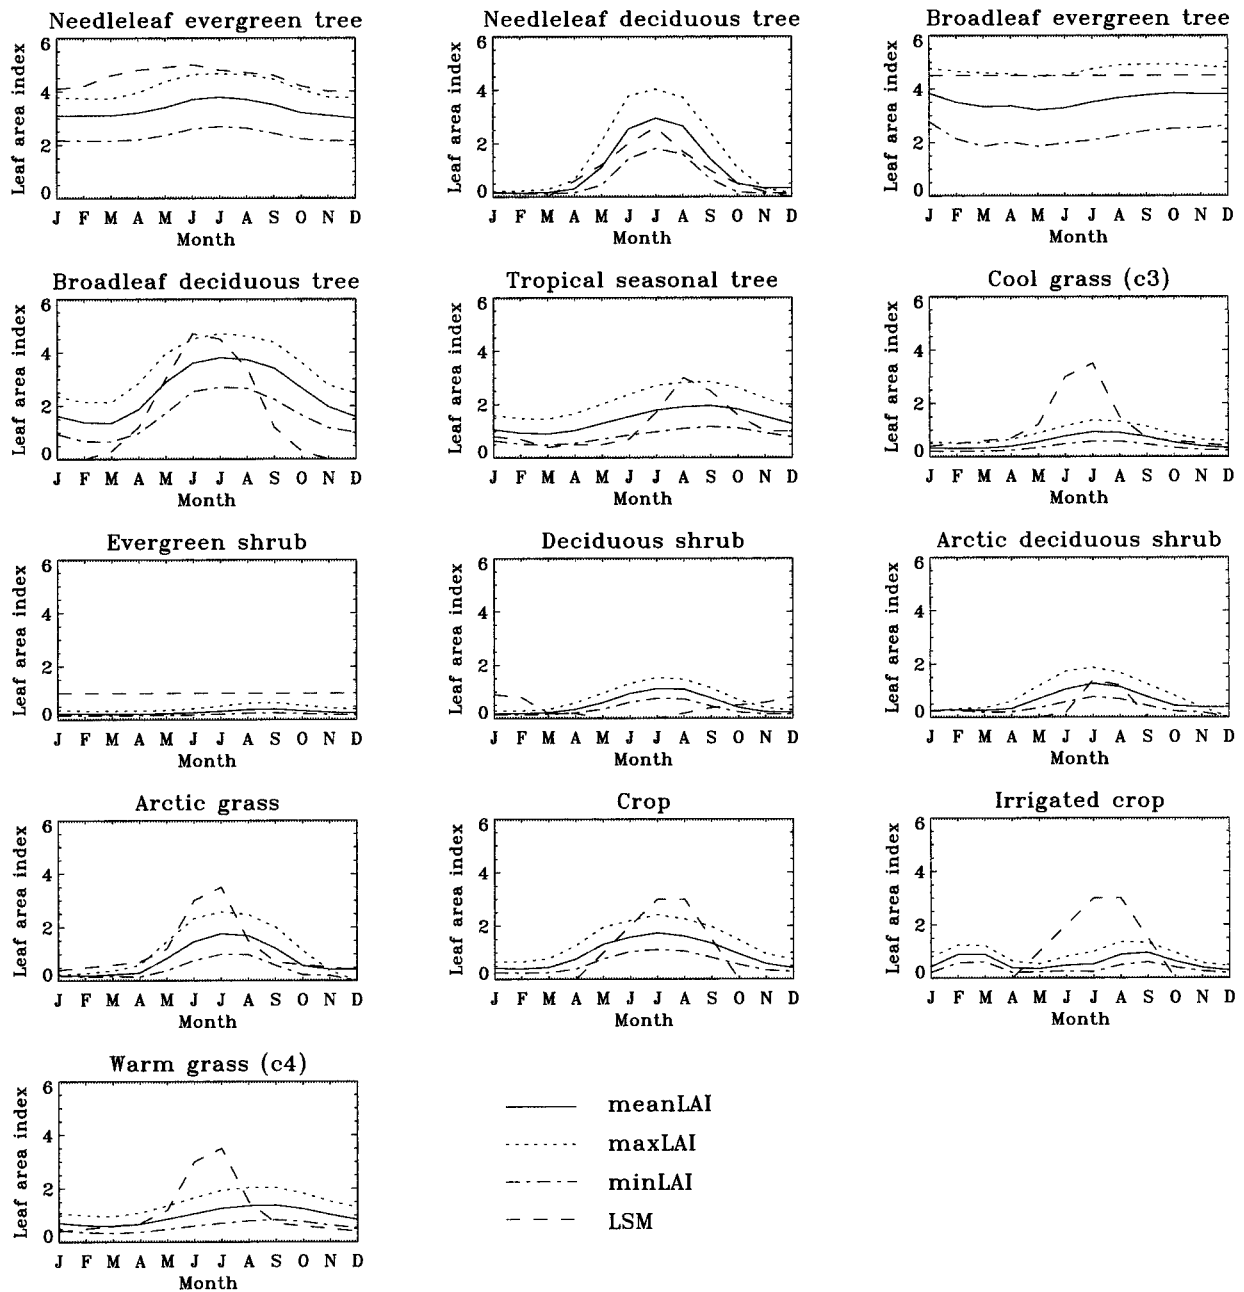 Needleleaf evergreen tree
Leaf area index
6
4
2
0
J F M A M J J A S O N D
Month
Needleleaf deciduous tree
Leaf area index
6
4
2
0
J F M A M J J A S O N D
Month
Broadleaf evergreen tree
Leaf area index
6
4
2
0
J F M A M J J A S O N D
Month
Broadleaf deciduous tree
Leaf area index
6
4
2
0
J F M A M J J A S O N D
Month
Tropical seasonal tree
Leaf area index
6
4
2
0
J F M A M J J A S O N D
Month
Cool grass (c3)
Leaf area index
6
4
2
0
J F M A M J J A S O N D
Month
Evergreen shrub
Leaf area index
6
4
2
0
J F M A M J J A S O N D
Month
Deciduous shrub
Leaf area index
6
4
2
0
J F M A M J J A S O N D
Month
Arctic deciduous shrub
Leaf area index
6
4
2
0
J F M A M J J A S O N D
Month
Arctic grass
Leaf area index
6
4
2
0
J F M A M J J A S O N D
Month
Crop
Leaf area index
6
4
2
0
J F M A M J J A S O N D
Month
Irrigated crop
Leaf area index
6
4
2
0
J F M A M J J A S O N D
Month
Warm grass (c4)
Leaf area index
6
4
2
0
J F M A M J J A S O N D
Month
meanLAI
maxLAI
minLAI
LSM